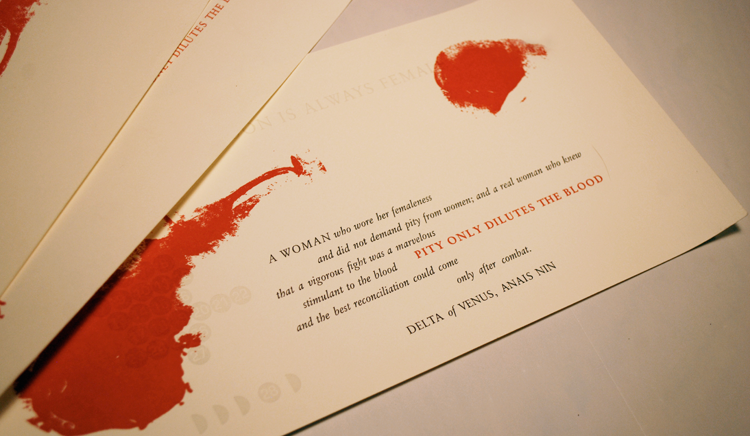 ET DILUTES THE B
ON IS ALWAYS FEMA
A WOMAN who wore her femaleness
and did not demand pity from women; and a real woman who knew
that a vigorous fight was a marvelous
stimulant to the blood PITY ONLY DILUTES THE BLOOD
and the best reconciliation could come
only after combat.
DELTA of VENUS, ANAIS NIN